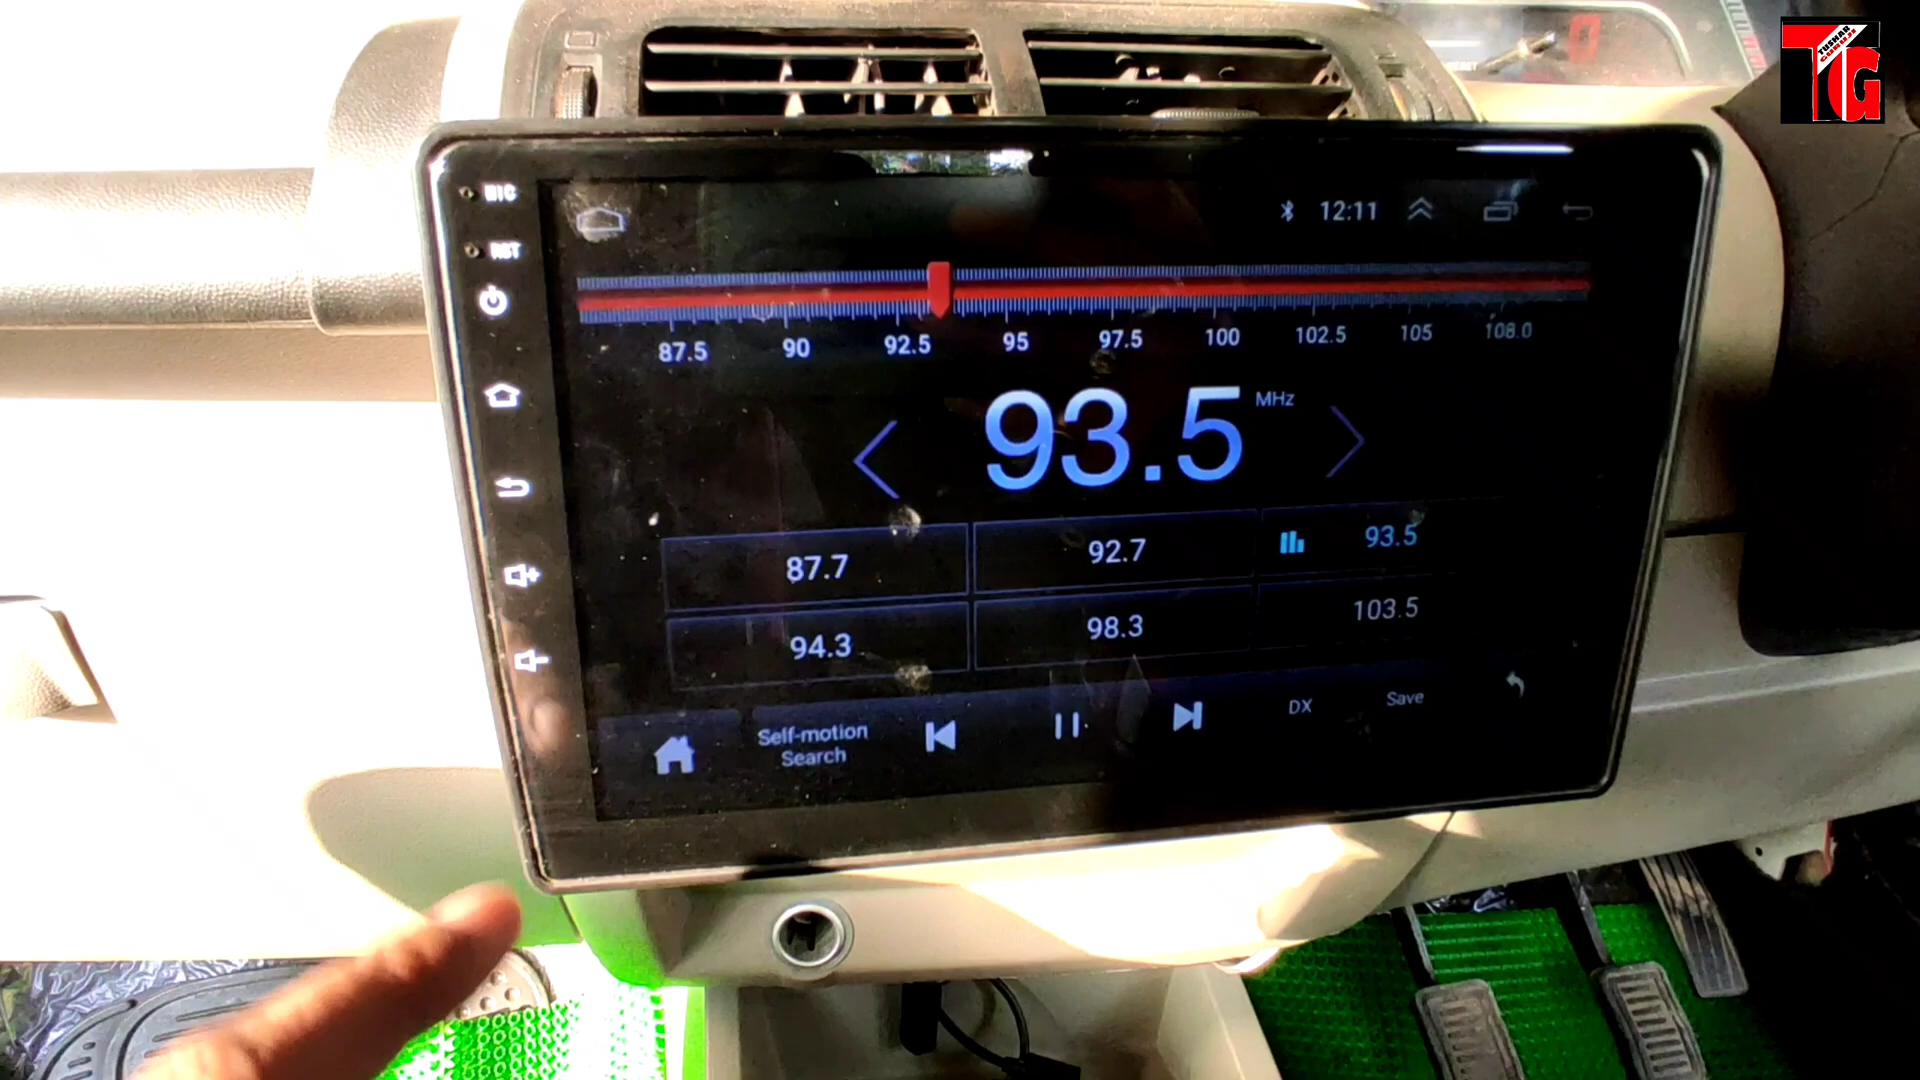 TUSHAR
TG
MIC
RST
12:11
87.5 90 92.5 95 97.5 100 102.5 105 108.0
93.5 MHz
87.7 92.7 93.5
94.3 98.3 103.5
Self-motion
Search
DX
Save